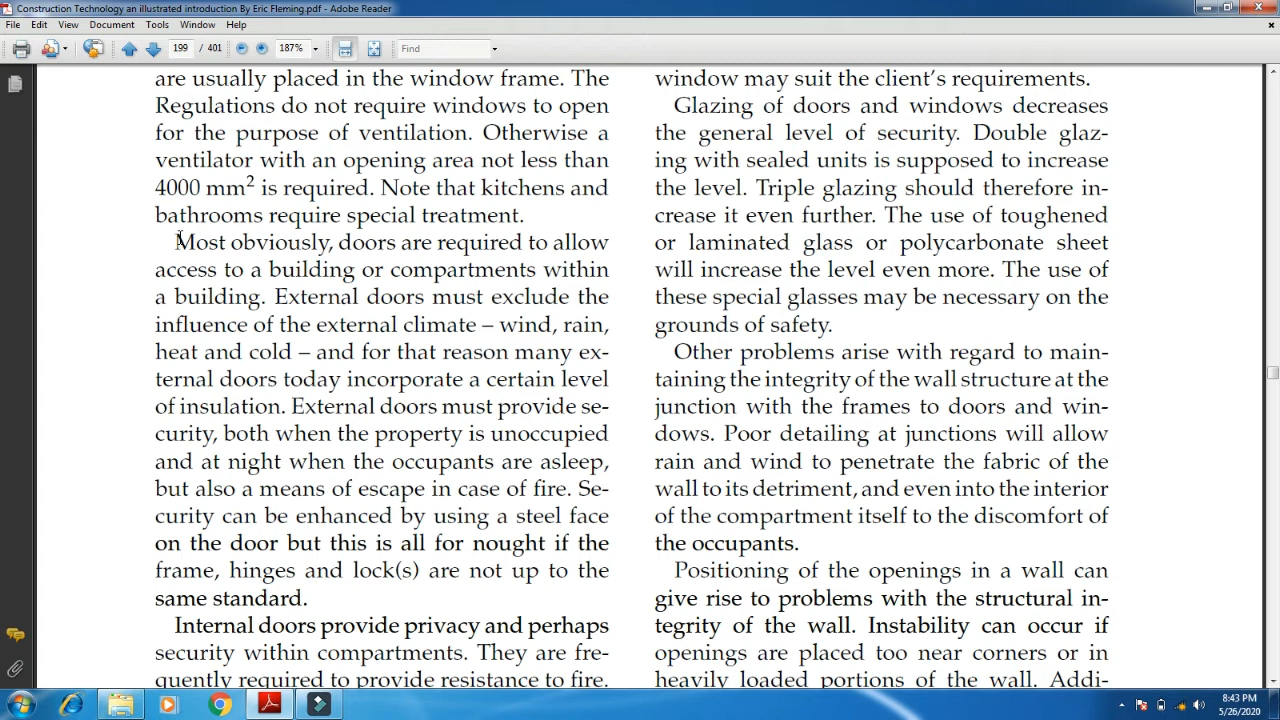 Construction Technology an illustrated introduction By Eric Fleming.pdf - Adobe Reader
File Edit View Document Tools Window Help
199 / 401 187% Find
are usually placed in the window frame. The
Regulations do not require windows to open
for the purpose of ventilation. Otherwise a
ventilator with an opening area not less than
4000 mm² is required. Note that kitchens and
bathrooms require special treatment.
Most obviously, doors are required to allow
access to a building or compartments within
a building. External doors must exclude the
influence of the external climate – wind, rain,
heat and cold – and for that reason many ex-
ternal doors today incorporate a certain level
of insulation. External doors must provide se-
curity, both when the property is unoccupied
and at night when the occupants are asleep,
but also a means of escape in case of fire. Se-
curity can be enhanced by using a steel face
on the door but this is all for nought if the
frame, hinges and lock(s) are not up to the
same standard.
Internal doors provide privacy and perhaps
security within compartments. They are fre-
quently required to provide resistance to fire.
window may suit the client's requirements.
Glazing of doors and windows decreases
the general level of security. Double glaz-
ing with sealed units is supposed to increase
the level. Triple glazing should therefore in-
crease it even further. The use of toughened
or laminated glass or polycarbonate sheet
will increase the level even more. The use of
these special glasses may be necessary on the
grounds of safety.
Other problems arise with regard to main-
taining the integrity of the wall structure at the
junction with the frames to doors and win-
dows. Poor detailing at junctions will allow
rain and wind to penetrate the fabric of the
wall to its detriment, and even into the interior
of the compartment itself to the discomfort of
the occupants.
Positioning of the openings in a wall can
give rise to problems with the structural in-
tegrity of the wall. Instability can occur if
openings are placed too near corners or in
heavily loaded portions of the wall. Addi-
8:43 PM
5/26/2020